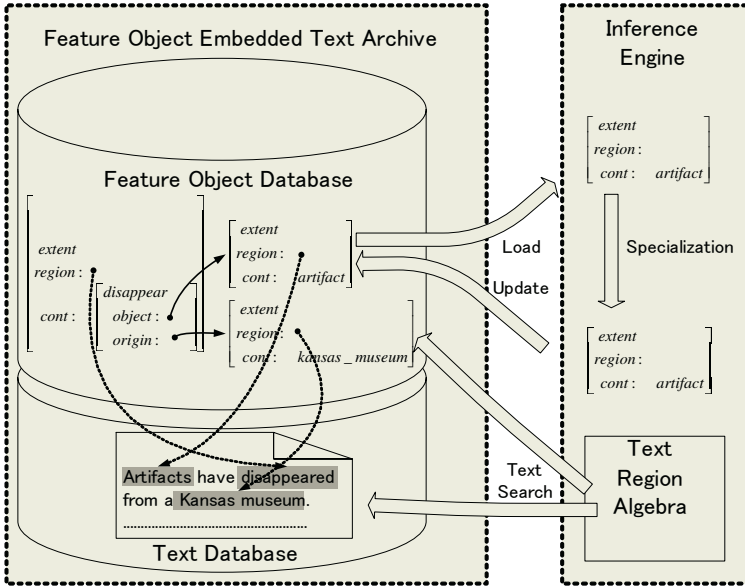 Feature Object Embedded Text Archive
Feature Object Database
extent
region :
cont :
disappear
object :
origin :
extent
region :
cont : artifact
extent
region :
cont : kansas_museum
Artifacts have disappeared
from a Kansas museum.
Text Database
Load
Update
Text
Search
Inference
Engine
extent
region :
cont : artifact
Specialization
extent
region :
cont : artifact
Text
Region
Algebra